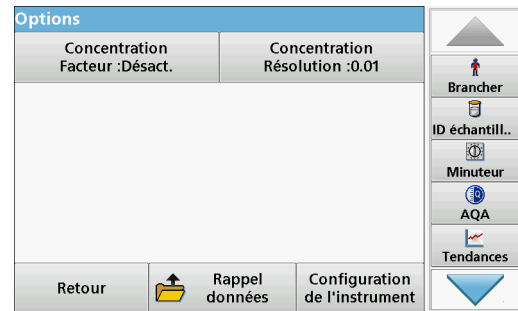 Options
Concentration
Facteur :Désact.
Concentration
Résolution :0.01
Brancher
ID échantill..
Minuteur
AQA
Tendances
Retour
Rappel
données
Configuration
de l'instrument